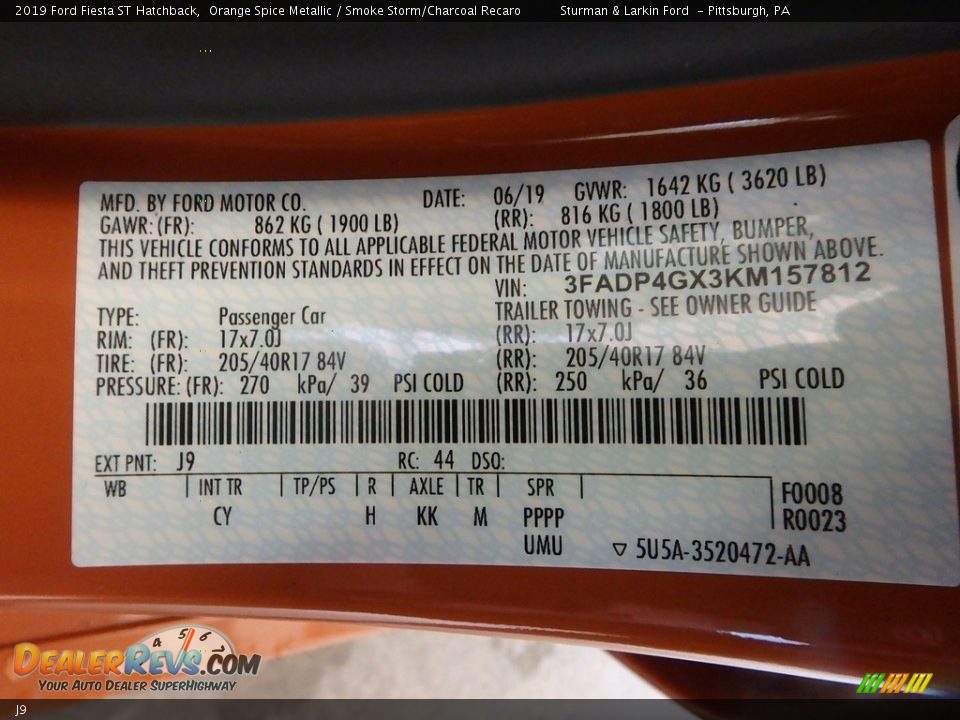 2019 Ford Fiesta ST Hatchback, Orange Spice Metallic / Smoke Storm/Charcoal Recaro Sturman & Larkin Ford - Pittsburgh, PA
MFD. BY FORD MOTOR CO. DATE: 06/19 GVWR: 1642 KG ( 3620 LB)
GAWR: (FR): 862 KG ( 1900 LB) (RR): 816 KG ( 1800 LB)
THIS VEHICLE CONFORMS TO ALL APPLICABLE FEDERAL MOTOR VEHICLE SAFETY, BUMPER,
AND THEFT PREVENTION STANDARDS IN EFFECT ON THE DATE OF MANUFACTURE SHOWN ABOVE.
VIN: 3FADP4GX3KM157812
TRAILER TOWING - SEE OWNER GUIDE
TYPE: Passenger Car
RIM: (FR): 17x7.0J (RR): 17x7.0J
TIRE: (FR): 205/40R17 84V (RR): 205/40R17 84V
PRESSURE: (FR): 270 kPa/ 39 PSI COLD (RR): 250 kPa/ 36 PSI COLD
EXT PNT: J9 RC: 44 DSO:
WB INT TR TP/PS R AXLE TR SPR
F0008
CY H KK M PPPP R0023
UMU ▽ 5U5A-3520472-AA
4 5 6
DEALERREVS.COM
YOUR AUTO DEALER SUPERHIGHWAY
J9